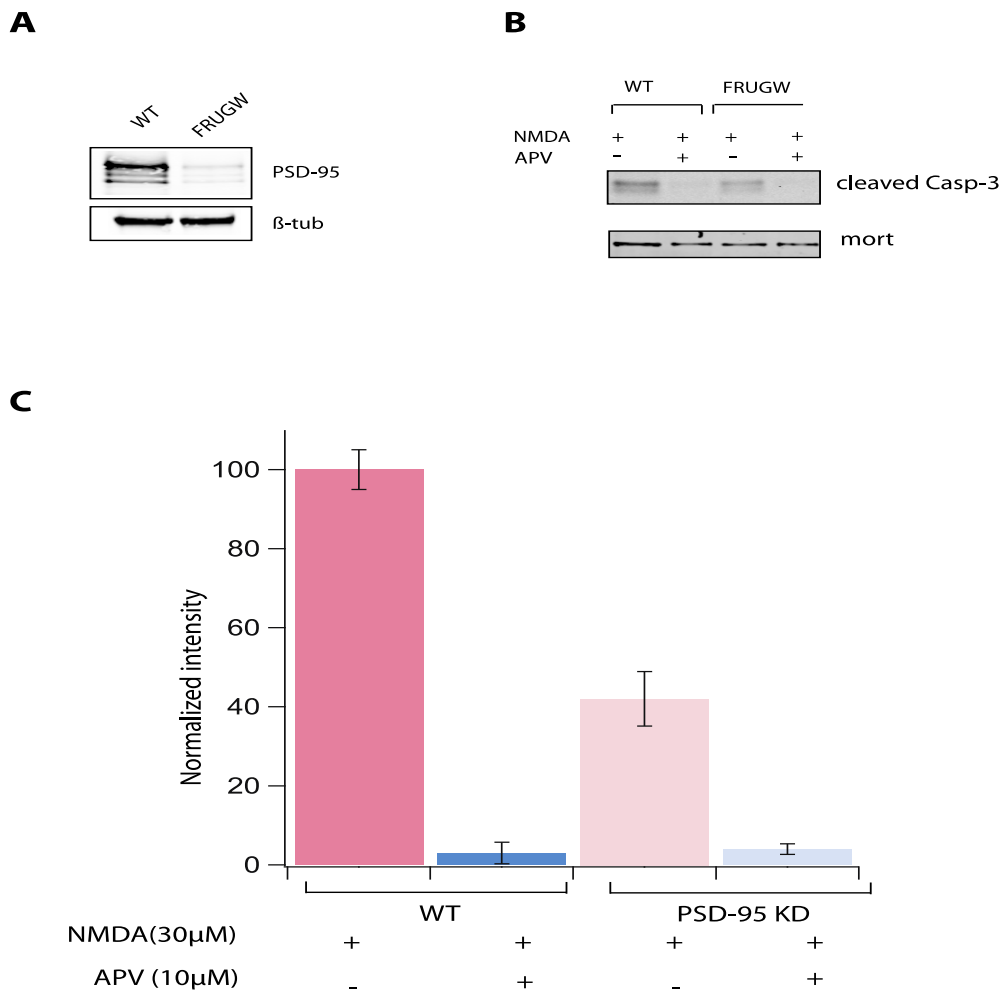 A
WT FRUGW
PSD-95
ß-tub
B
WT FRUGW
NMDA + + + +
APV - + - +
cleaved Casp-3
mort
C
Normalized intensity
100
80
60
40
20
0
WT PSD-95 KD
NMDA(30µM) + + + +
APV (10µM) - + - +